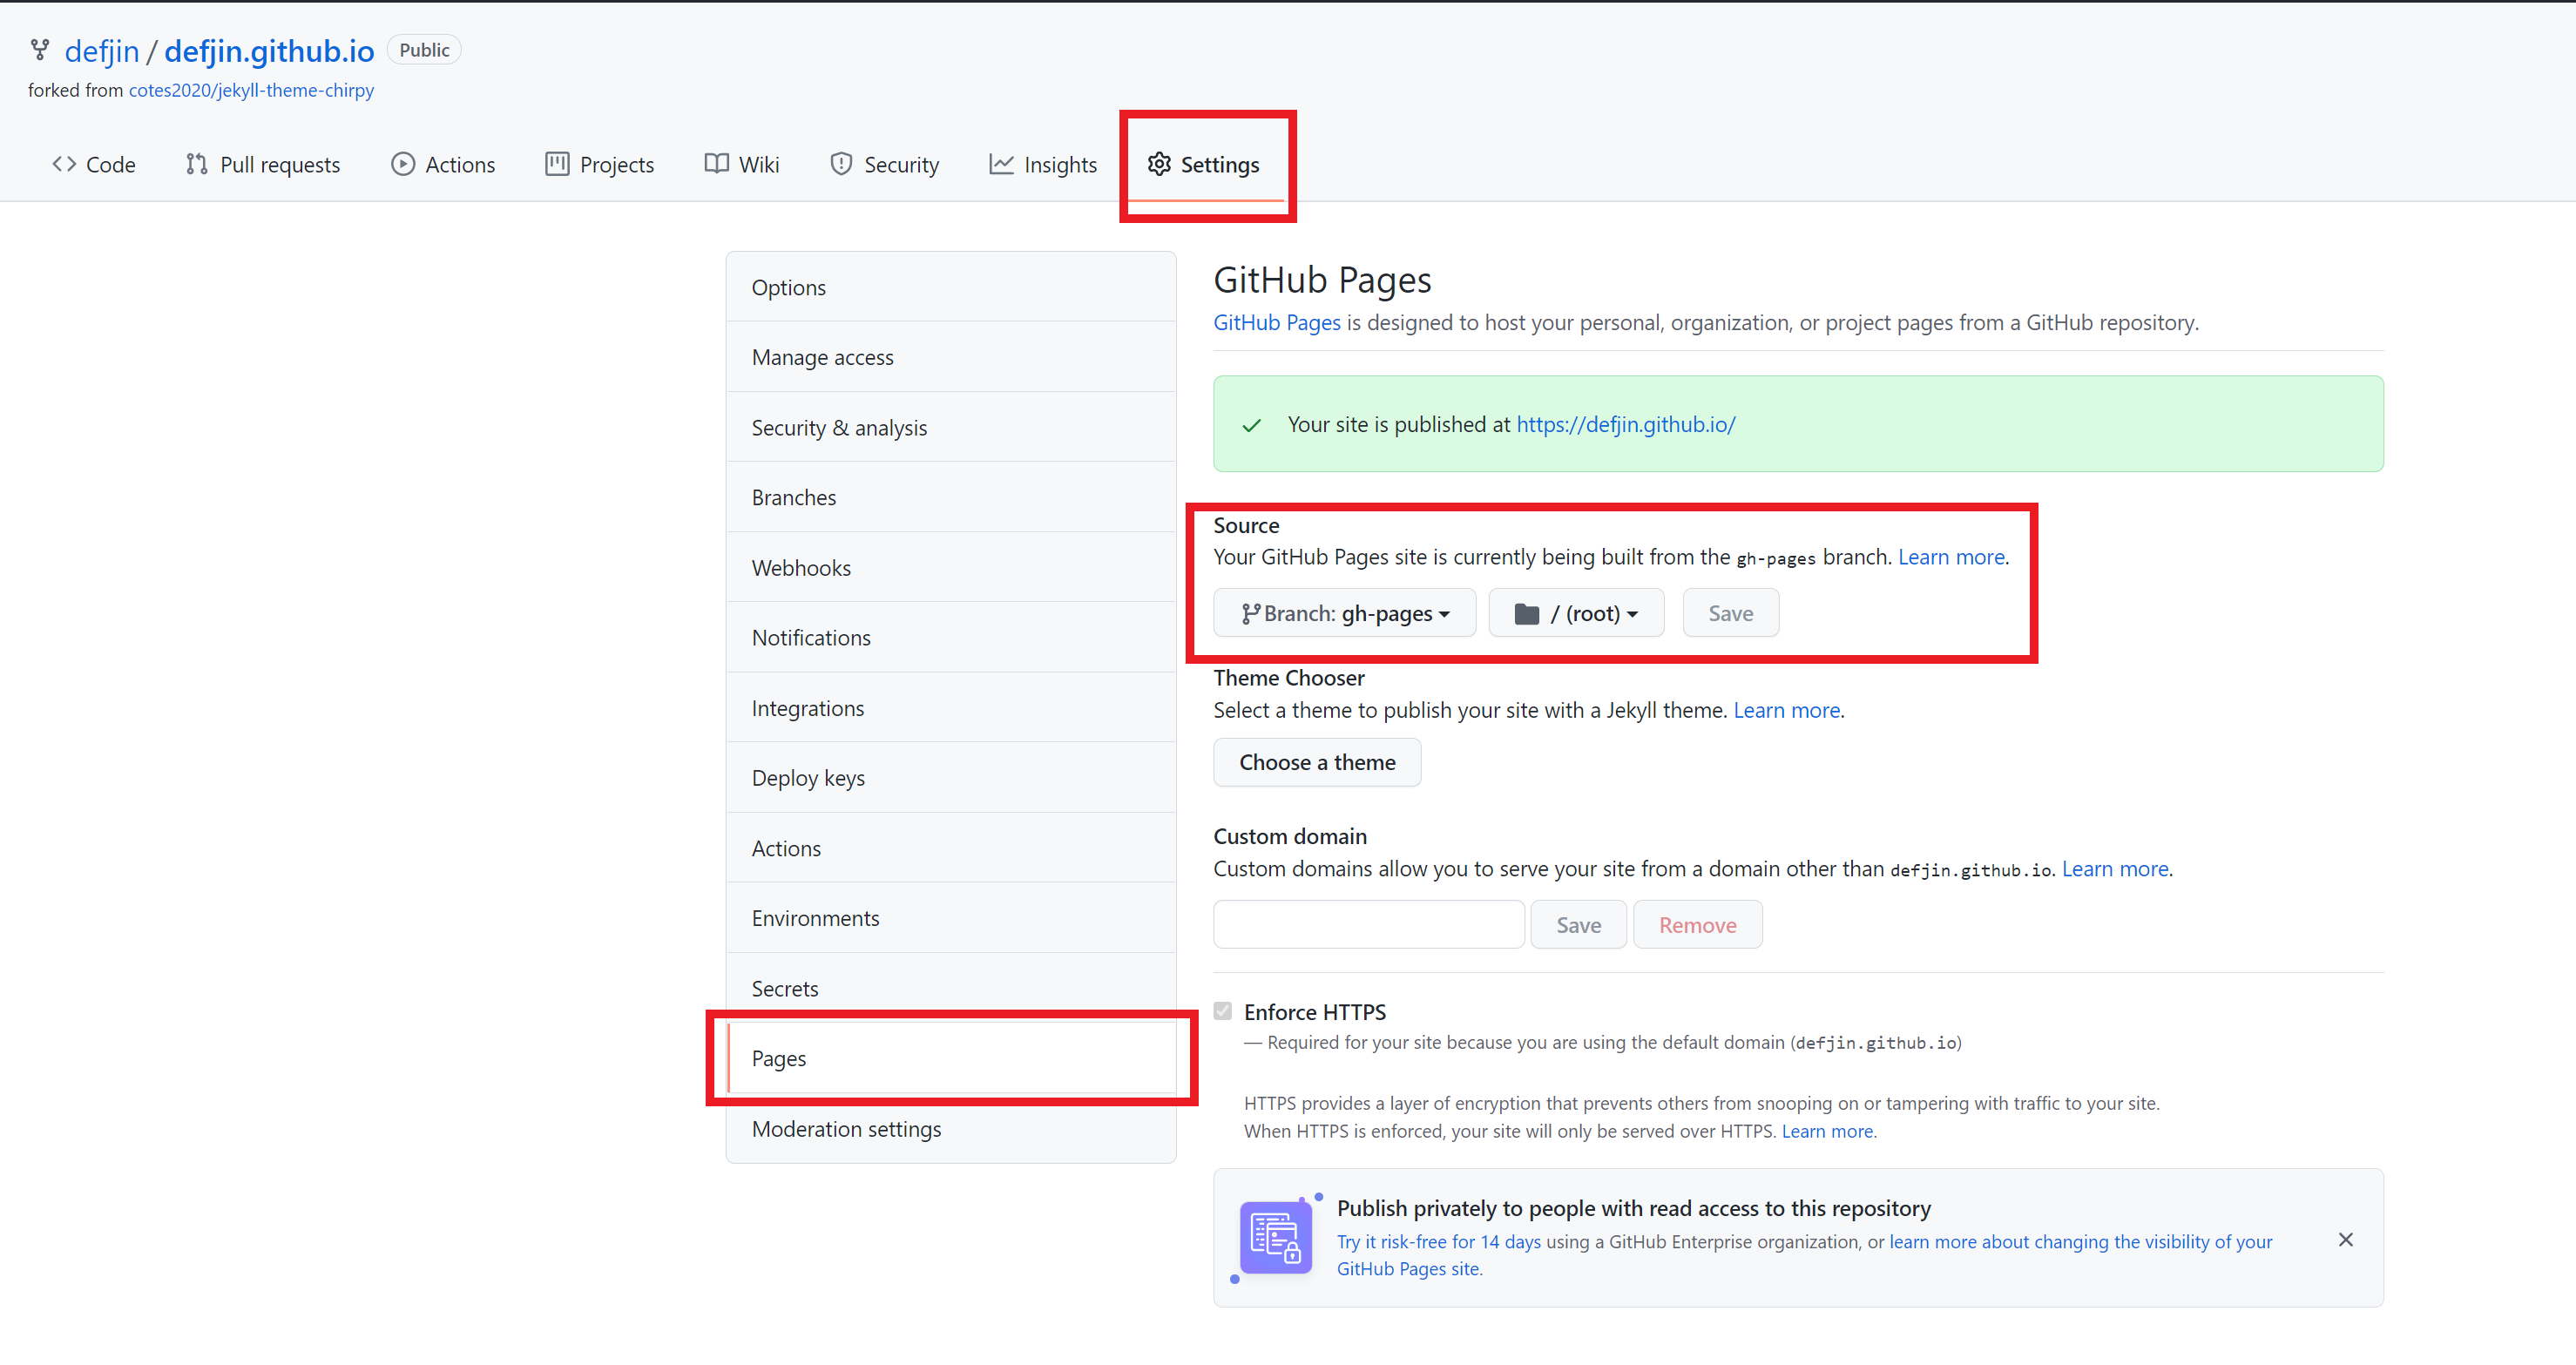 defjin / defjin.github.io Public
forked from cotes2020/jekyll-theme-chirpy
Code Pull requests Actions Projects Wiki Security Insights Settings
Options
Manage access
Security & analysis
Branches
Webhooks
Notifications
Integrations
Deploy keys
Actions
Environments
Secrets
Pages
Moderation settings
GitHub Pages
GitHub Pages is designed to host your personal, organization, or project pages from a GitHub repository.
Your site is published at https://defjin.github.io/
Source
Your GitHub Pages site is currently being built from the gh-pages branch. Learn more.
Branch: gh-pages / (root) Save
Theme Chooser
Select a theme to publish your site with a Jekyll theme. Learn more.
Choose a theme
Custom domain
Custom domains allow you to serve your site from a domain other than defjin.github.io. Learn more.
Save Remove
Enforce HTTPS
— Required for your site because you are using the default domain (defjin.github.io)
HTTPS provides a layer of encryption that prevents others from snooping on or tampering with traffic to your site.
When HTTPS is enforced, your site will only be served over HTTPS. Learn more.
Publish privately to people with read access to this repository
Try it risk-free for 14 days using a GitHub Enterprise organization, or learn more about changing the visibility of your
GitHub Pages site.